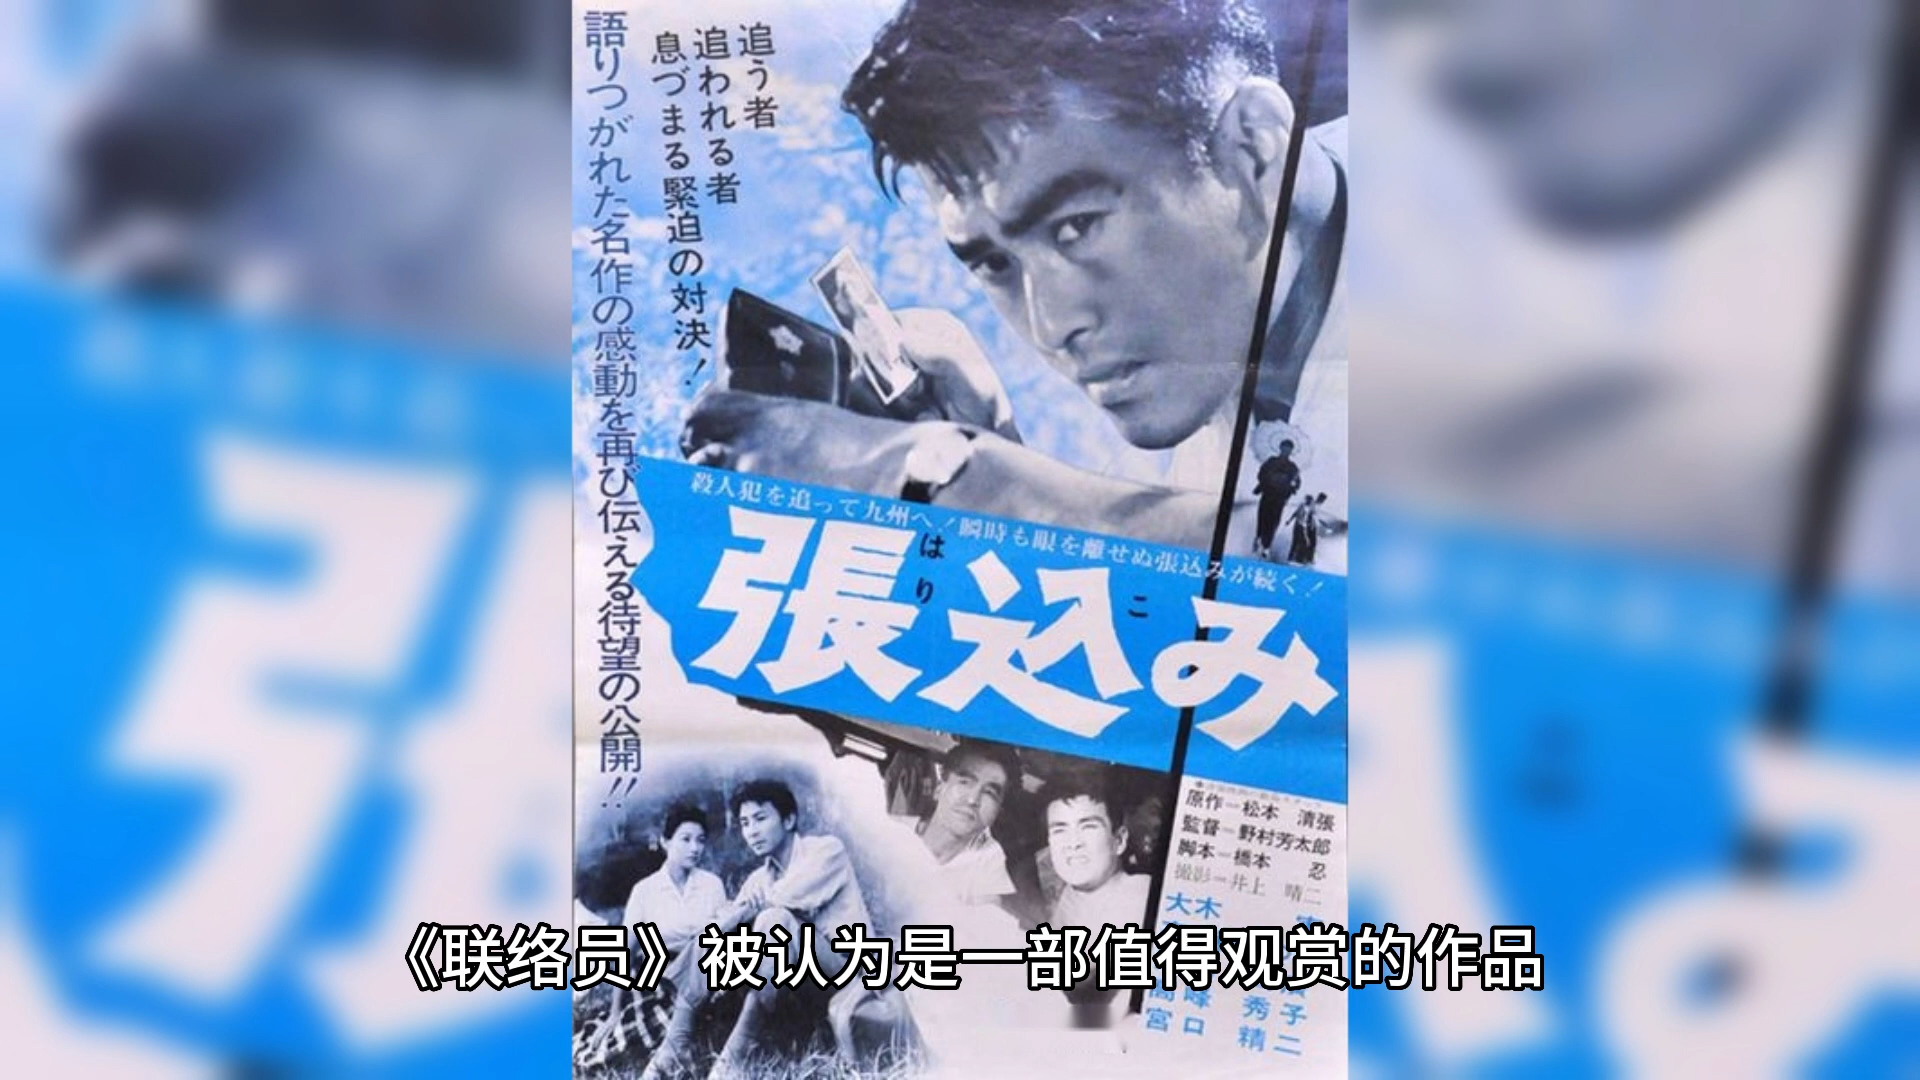 追う者
追われる者
息づまる緊迫の対決！
語りつがれた名作の感動を再び伝える待望の公開!!
殺人犯を追って九州へ！瞬時も眼を離せぬ張込みが続く！
はりこ
張込み
原作＝松本清張
監督＝野村芳太郎
脚本＝橋本忍
撮影＝井上晴二
大木
高峰秀子
宮口精二
《联络员》被认为是一部值得观赏的作品